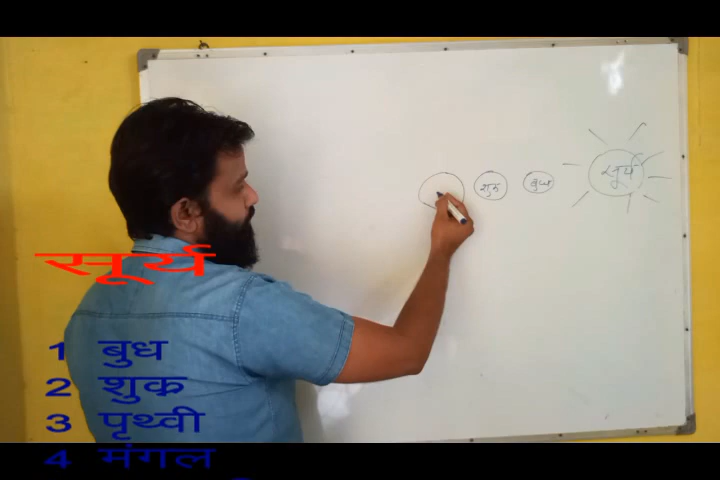 शुक्र बुध सूर्य
सूर्य
1 बुध
2 शुक्र
3 पृथ्वी
4 मंगल